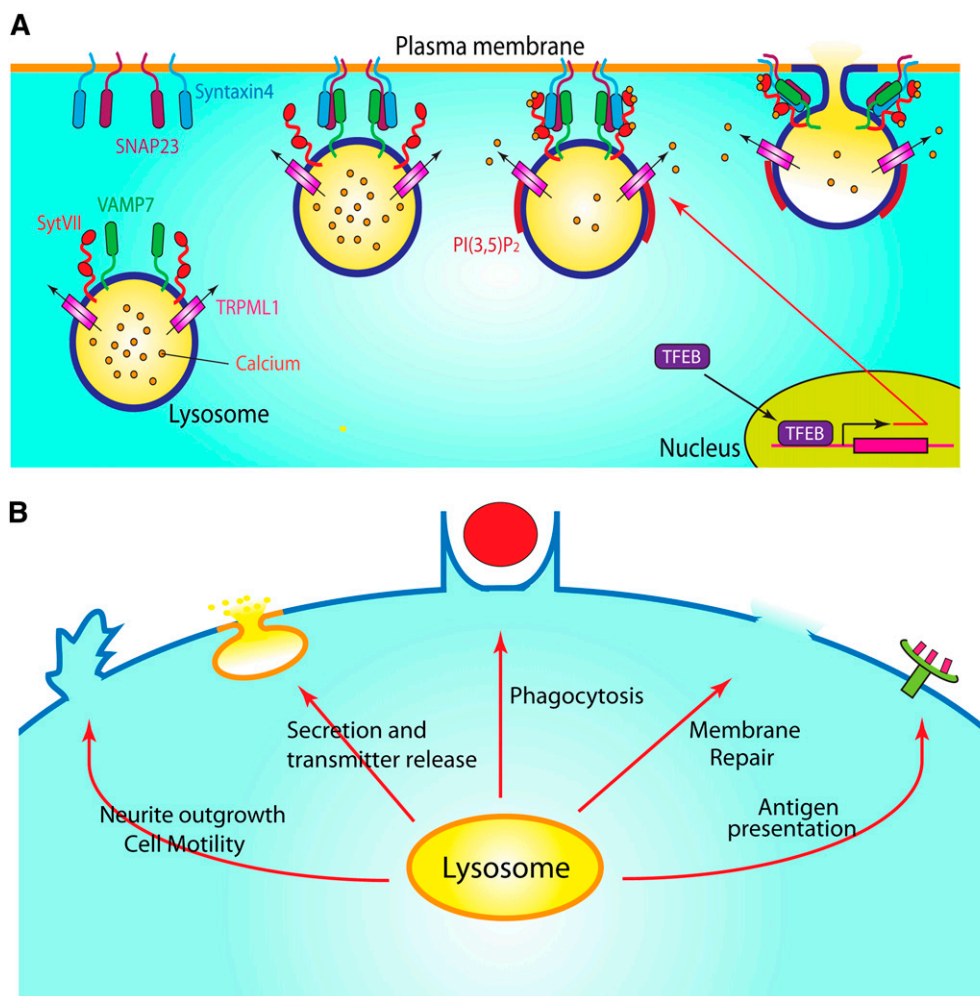 A
Plasma membrane
Syntaxin4
SNAP23
VAMP7
SytVII
PI(3,5)P₂
TRPML1
Calcium
Lysosome
TFEB
TFEB
Nucleus
B
Phagocytosis
Secretion and
transmitter release
Membrane
Repair
Neurite outgrowth
Cell Motility
Antigen
presentation
Lysosome